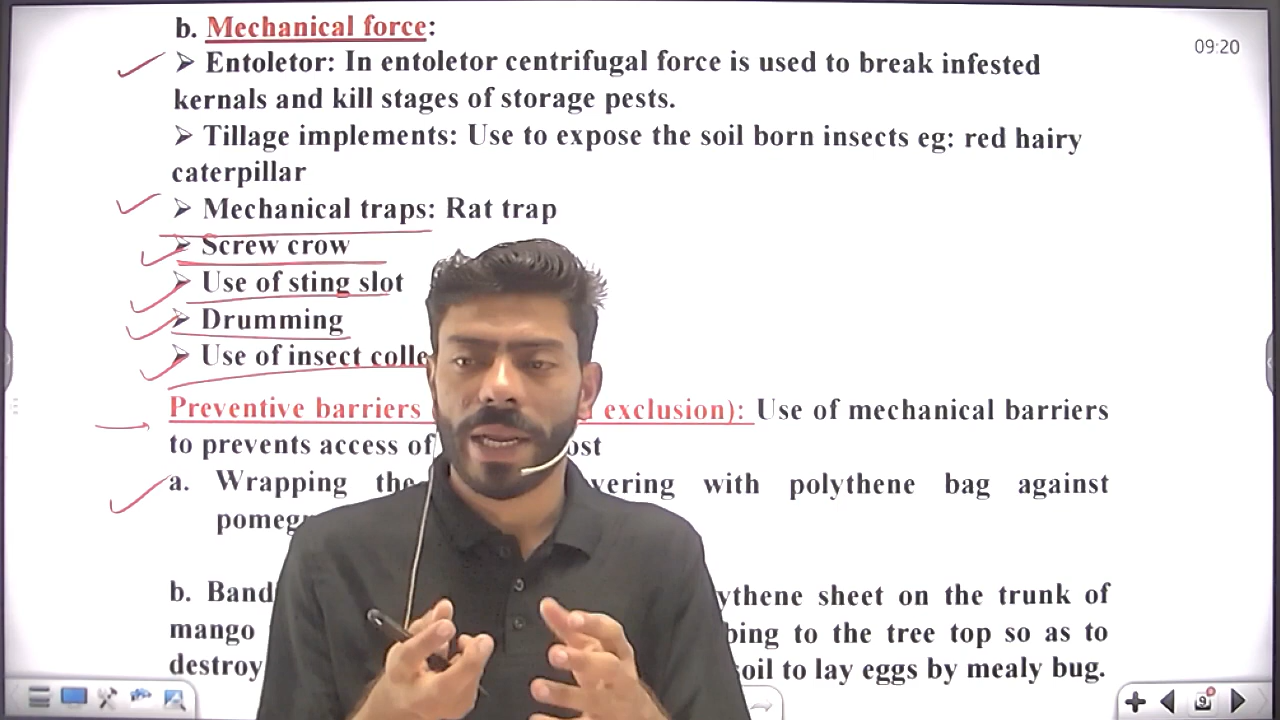 b. Mechanical force:
09:20
➢ Entoletor: In entoletor centrifugal force is used to break infested
kernals and kill stages of storage pests.
➢ Tillage implements: Use to expose the soil born insects eg: red hairy
caterpillar
➢ Mechanical traps: Rat trap
➢ Screw crow
➢ Use of sting slot
➢ Drumming
➢ Use of insect colle
Preventive barriers exclusion): Use of mechanical barriers
to prevents access of ost
a. Wrapping the vering with polythene bag against
pomeg
b. Band ythene sheet on the trunk of
mango bing to the tree top so as to
destroy soil to lay eggs by mealy bug.
9